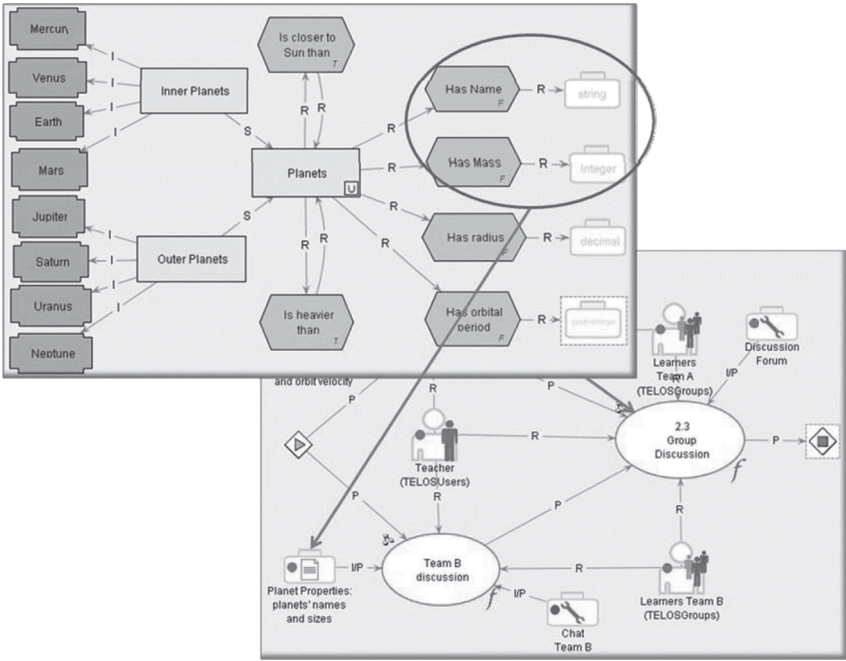 Mercun
Venus
Earth
Mars
Jupiter
Saturn
Uranus
Neptune
I
I
I
I
I
I
I
I
Inner Planets
Outer Planets
S
S
Is closer to
Sun than
T
R
R
Planets
U
R
R
Is heavier
than
T
R
R
R
R
Has Name
F
R
string
Has Mass
F
R
Integer
Has radius
F
R
decimal
Has orbital
period
F
R
and orbit velocity
P
R
P
Learners
Team A
(TELOSGroups)
R
Discussion
Forum
I/P
2.3
Group
Discussion
f
P
Teacher
(TELOSUsers)
R
R
P
P
Planet Properties:
planets' names
and sizes
I/P
Team B
discussion
f
R
R
Learners Team B
(TELOSGroups)
I/P
Chat
Team B